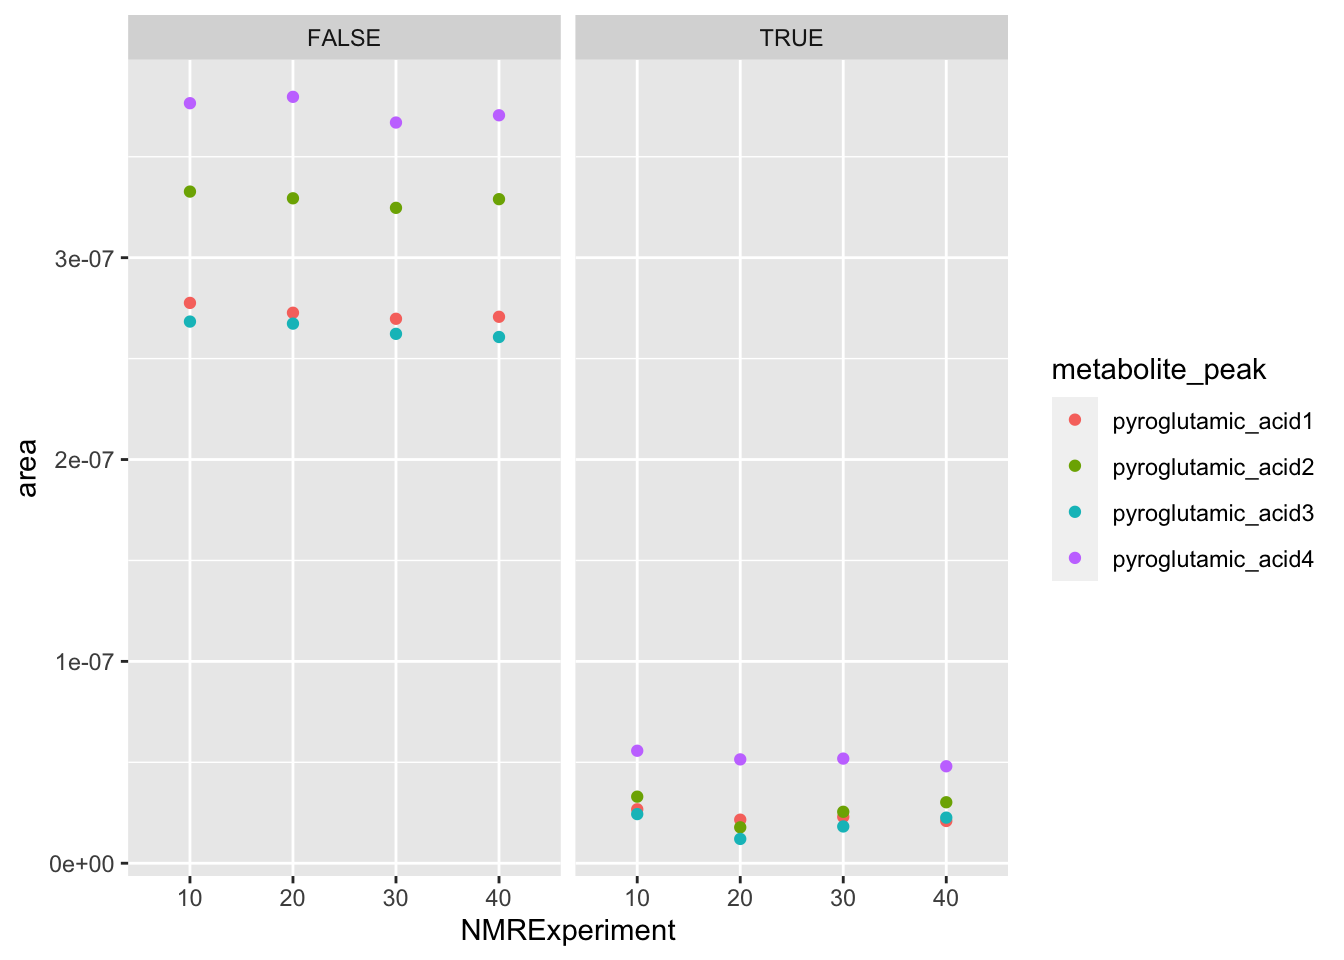 FALSE
TRUE
3e-07
2e-07
1e-07
0e+00
area
10 20 30 40
10 20 30 40
NMRExperiment
metabolite_peak
pyroglutamic_acid1
pyroglutamic_acid2
pyroglutamic_acid3
pyroglutamic_acid4